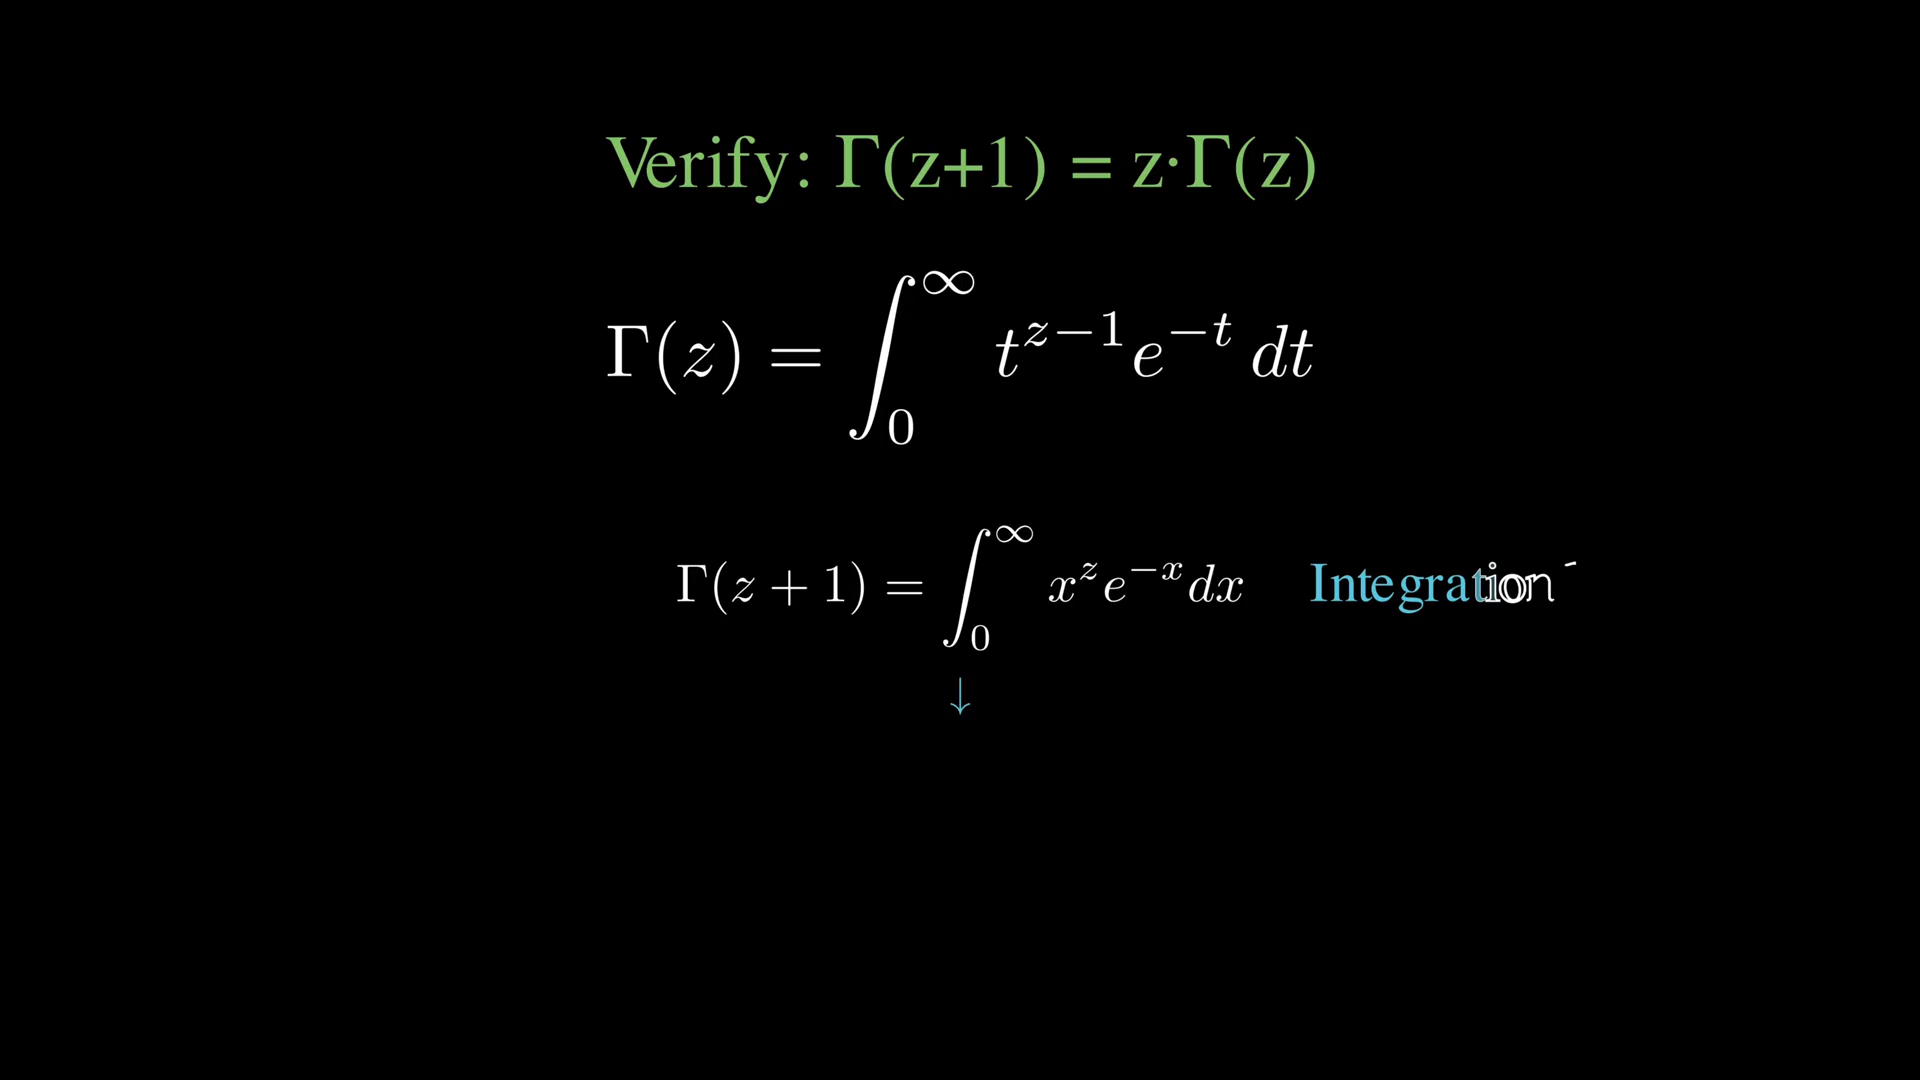 Verify: Γ(z+1) = z·Γ(z)
Γ(z) = ∫₀^∞ t^{z−1} e^{−t} dt
Γ(z + 1) = ∫₀^∞ x^z e^{−x} dx Integration
↓